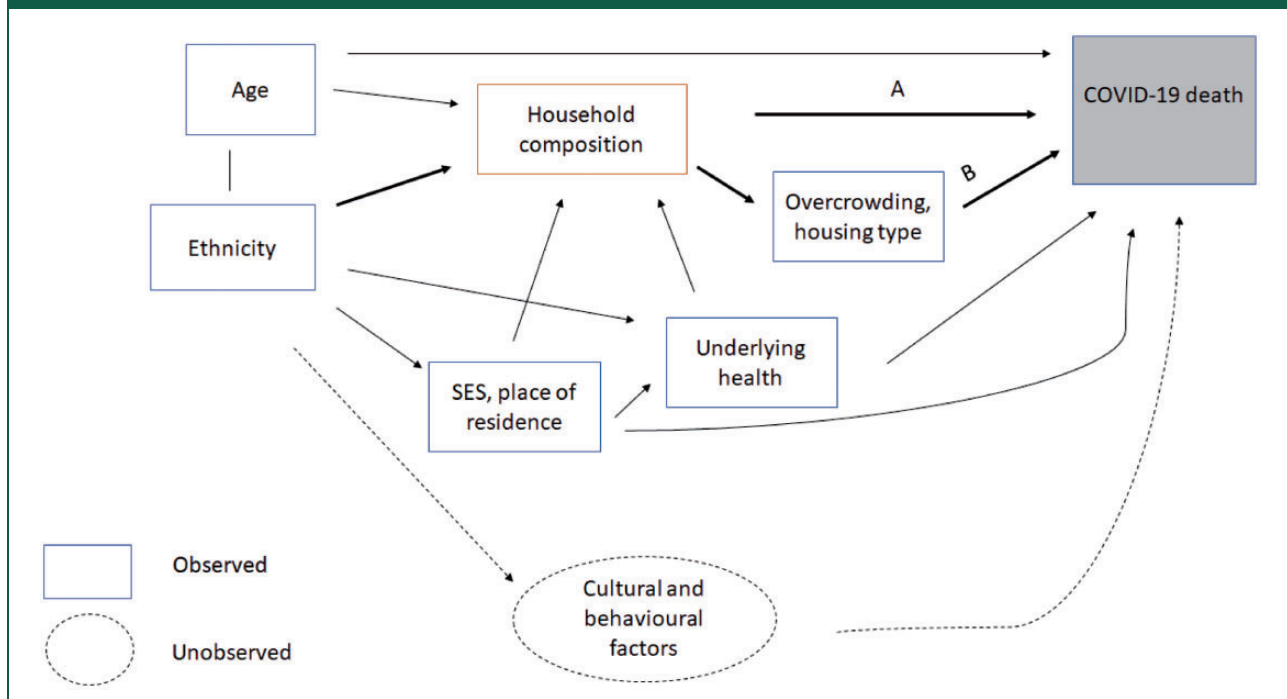 Age
Household
composition
A
COVID-19 death
Ethnicity
Overcrowding,
housing type
B
SES, place of
residence
Underlying
health
Cultural and
behavioural
factors
Observed
Unobserved